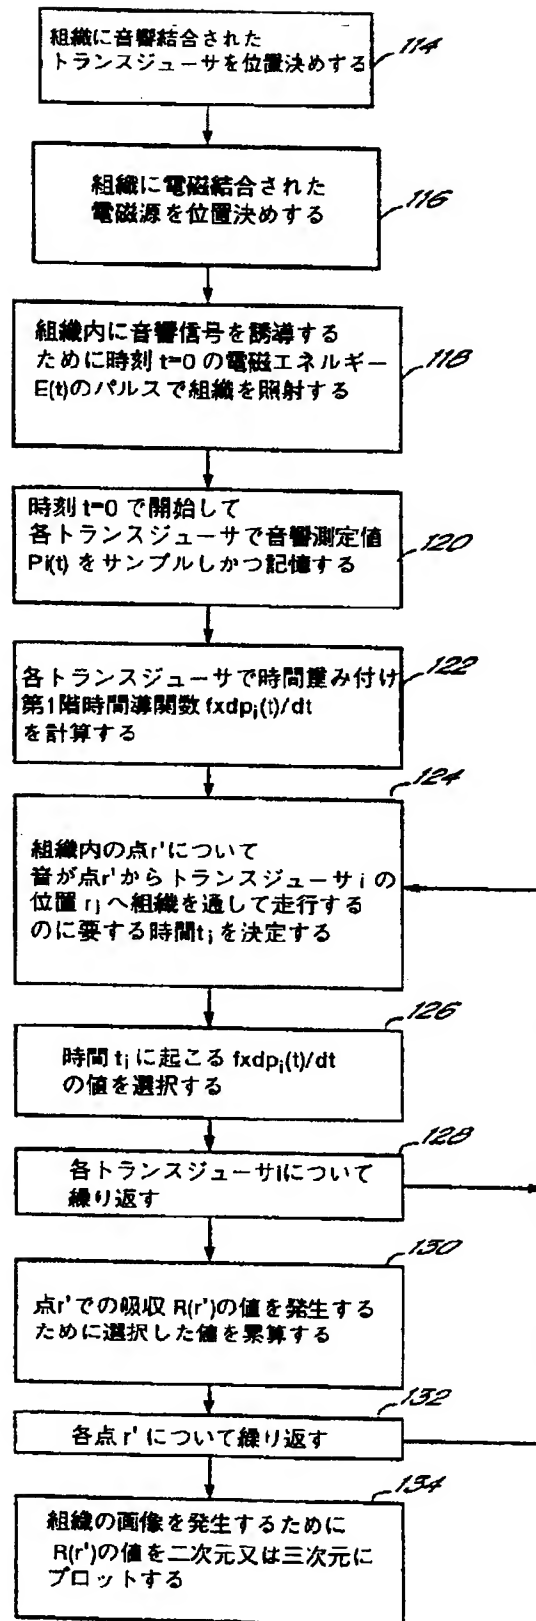 組織に音響結合された
トランスジューサを位置決めする
114
組織に電磁結合された
電磁源を位置決めする
116
組織内に音響信号を誘導する
ために時刻 t=0 の電磁エネルギー
E(t)のパルスで組織を照射する
118
時刻 t=0 で開始して
各トランスジューサで音響測定値
Pi(t) をサンプルしかつ記憶する
120
各トランスジューサで時間重み付け
第1階時間導関数 fxdpi(t)/dt
を計算する
122
124
組織内の点r'について
音が点r'からトランスジューサ i の
位置 ri へ組織を通して走行する
のに要する時間ti を決定する
126
時間 ti に起こる fxdpi(t)/dt
の値を選択する
128
各トランスジューサiについて
繰り返す
130
点r'での吸収 R(r')の値を発生する
ために選択した値を累算する
132
各点 r' について繰り返す
134
組織の画像を発生するために
R(r')の値を二次元又は三次元に
プロットする